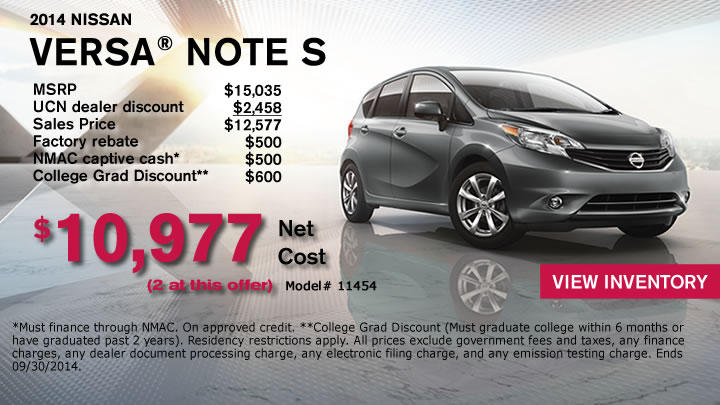 2014 NISSAN
VERSA® NOTE S
MSRP $15,035
UCN dealer discount $2,458
Sales Price $12,577
Factory rebate $500
NMAC captive cash* $500
College Grad Discount** $600
$10,977 Net Cost
(2 at this offer) Model# 11454
VIEW INVENTORY
*Must finance through NMAC. On approved credit. **College Grad Discount (Must graduate college within 6 months or
have graduated past 2 years). Residency restrictions apply. All prices exclude government fees and taxes, any finance
charges, any dealer document processing charge, any electronic filing charge, and any emission testing charge. Ends
09/30/2014.